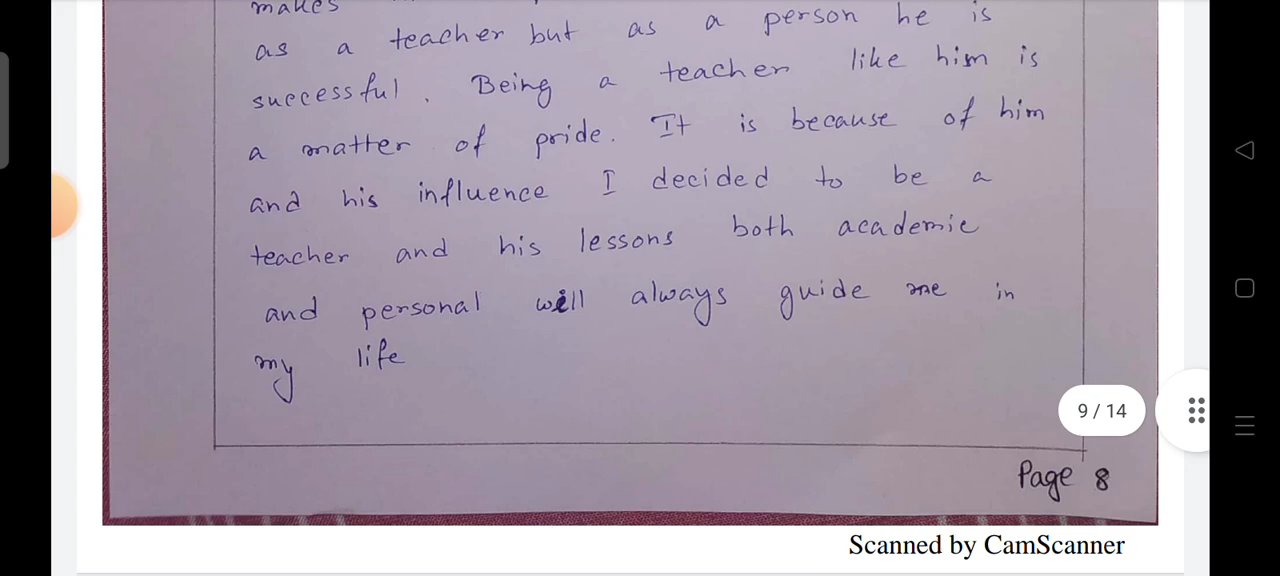 makes
as a teacher but as a person he is
successful. Being a teacher like him is
a matter of pride. It is because of him
and his influence I decided to be a
teacher and his lessons both academic
and personal will always guide me in
my life
9 / 14
Page 8
Scanned by CamScanner